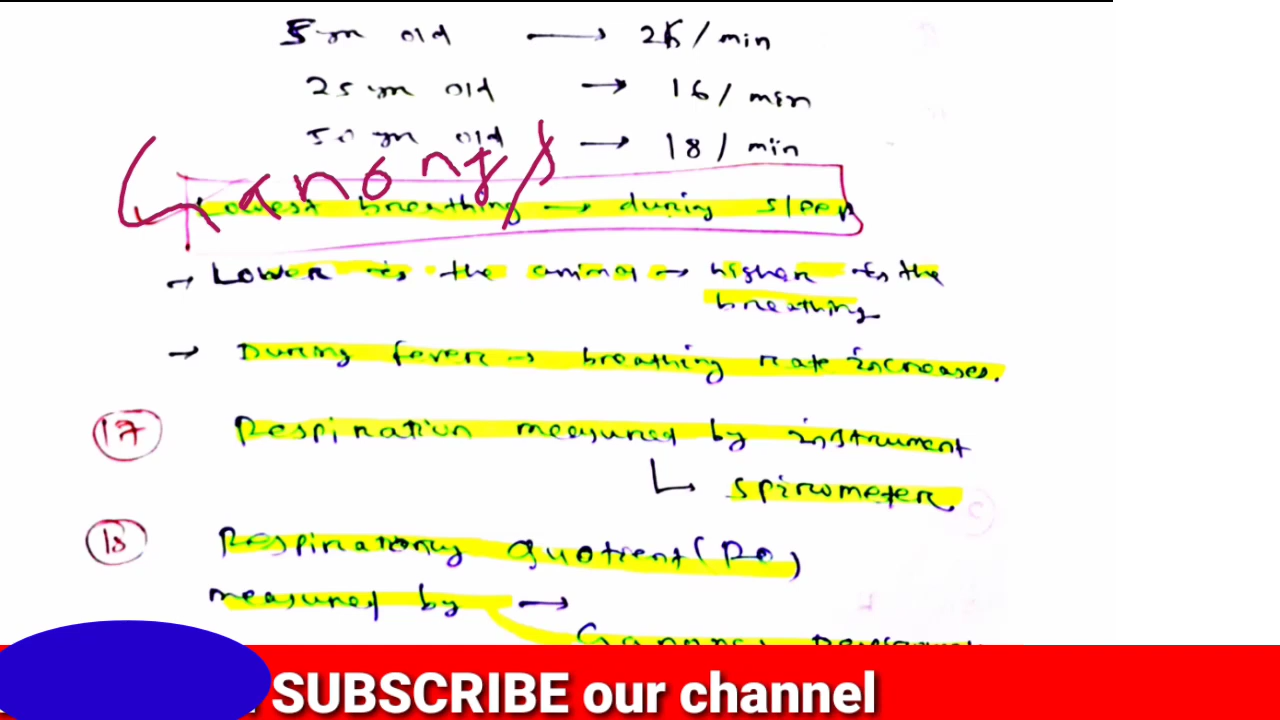 5 yr old → 26/min
25 yr old → 16/min
50 yr old → 18/min
Ganong's
Lowest breathing → during sleep
→ Lower is the animal → higher is the breathing
→ During fever → breathing rate increases.
17 Respiration measured by instrument
↳ spirometer
18 Respiratory quotient (RQ)
measured by →
SUBSCRIBE our channel